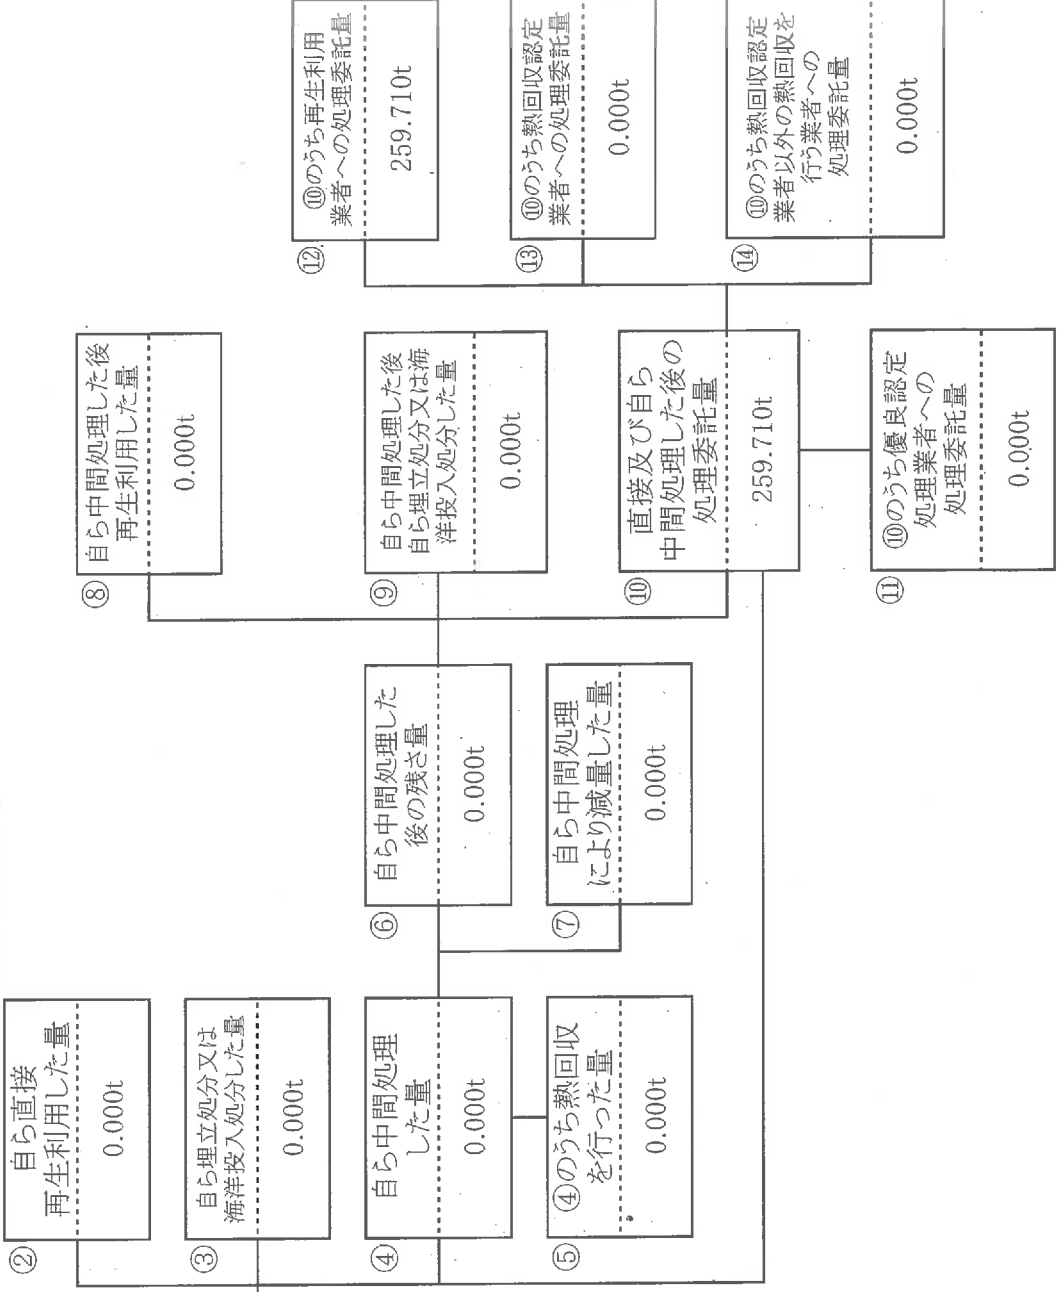 ②
自ら直接
再生利用した量
0.000t
③
自ら埋立処分又は
海洋投入処分した量
0.000t
④
自ら中間処理
した量
0.000t
⑤
④のうち熱回収
を行った量
0.000t
⑥
自ら中間処理した
後の残さ量
0.000t
⑦
自ら中間処理
により減量した量
0.000t
⑧
自ら中間処理した後
再生利用した量
0.000t
⑨
自ら中間処理した後
自ら埋立処分又は海
洋投入処分した量
0.000t
⑩
直接及び自ら
中間処理した後の
処理委託量
259.710t
⑪
⑩のうち優良認定
処理業者への
処理委託量
0.000t
⑫
⑩のうち再生利用
業者への処理委託量
259.710t
⑬
⑩のうち熱回収認定
業者への処理委託量
0.000t
⑭
⑩のうち熱回収認定
業者以外の熱回収を
行う業者への
処理委託量
0.000t